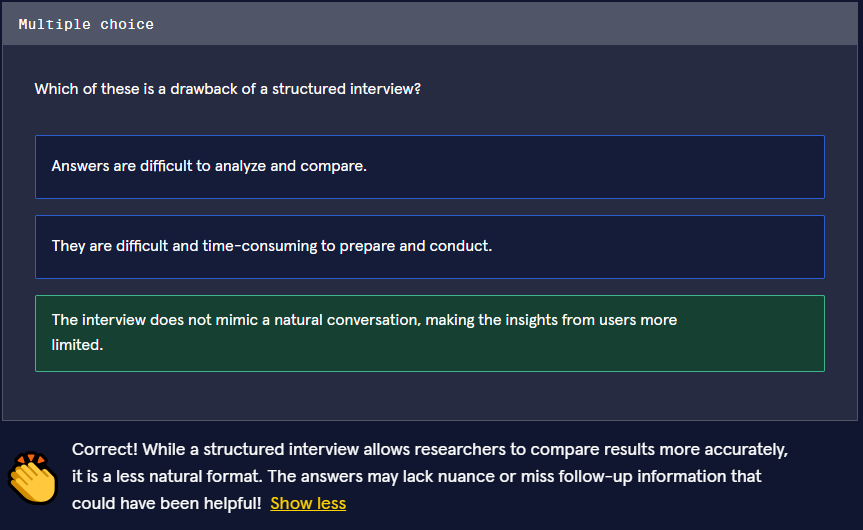 Multiple choice
Which of these is a drawback of a structured interview?
Answers are difficult to analyze and compare.
They are difficult and time-consuming to prepare and conduct.
The interview does not mimic a natural conversation, making the insights from users more
limited.
Correct! While a structured interview allows researchers to compare results more accurately,
it is a less natural format. The answers may lack nuance or miss follow-up information that
could have been helpful! Show less